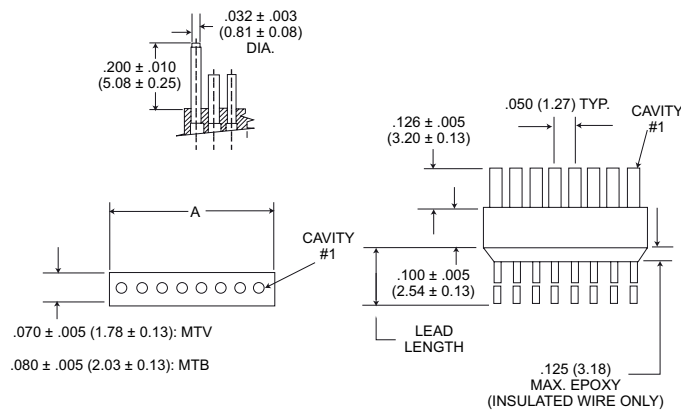 .032 ± .003
(0.81 ± 0.08)
DIA.
.200 ± .010
(5.08 ± 0.25)
.050 (1.27) TYP.
CAVITY
#1
.126 ± .005
(3.20 ± 0.13)
A
CAVITY
#1
.100 ± .005
(2.54 ± 0.13)
.070 ± .005 (1.78 ± 0.13): MTV
.080 ± .005 (2.03 ± 0.13): MTB
LEAD
LENGTH
.125 (3.18)
MAX. EPOXY
(INSULATED WIRE ONLY)